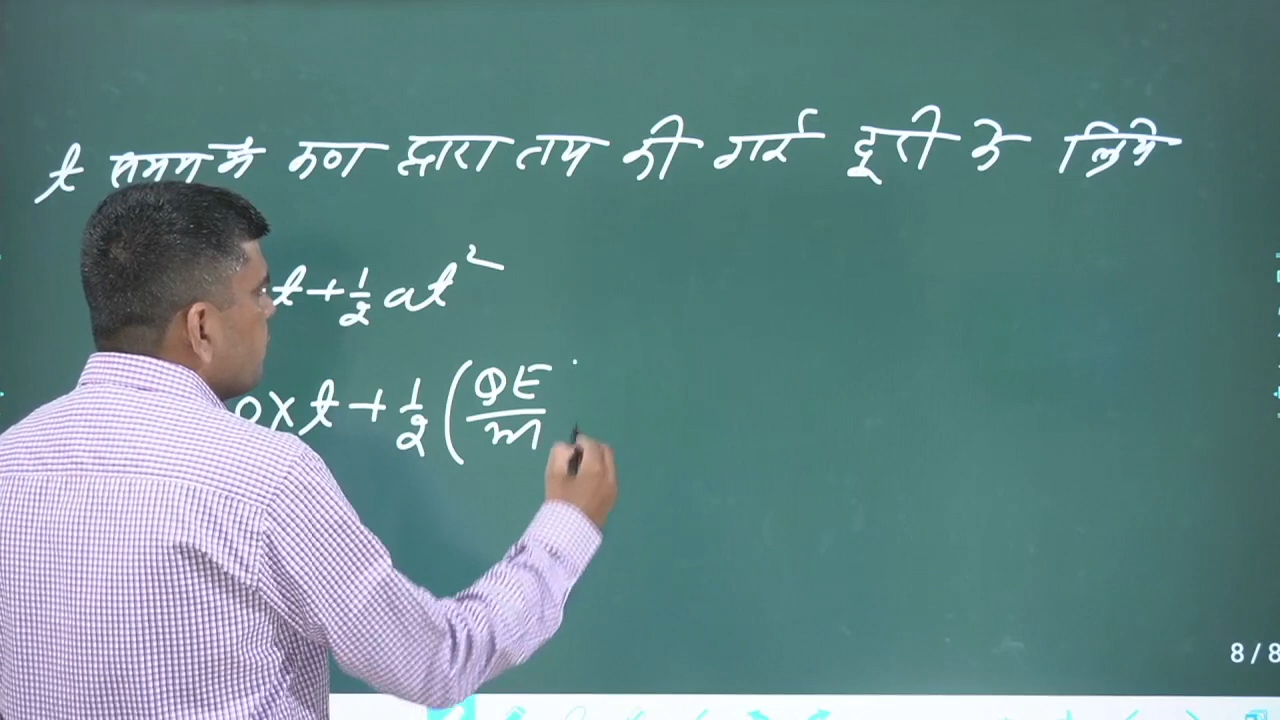 t समय में कण द्वारा तय की गई दूरी के लिये
t+1/2 at²
0×t+1/2(QE/m
8/8